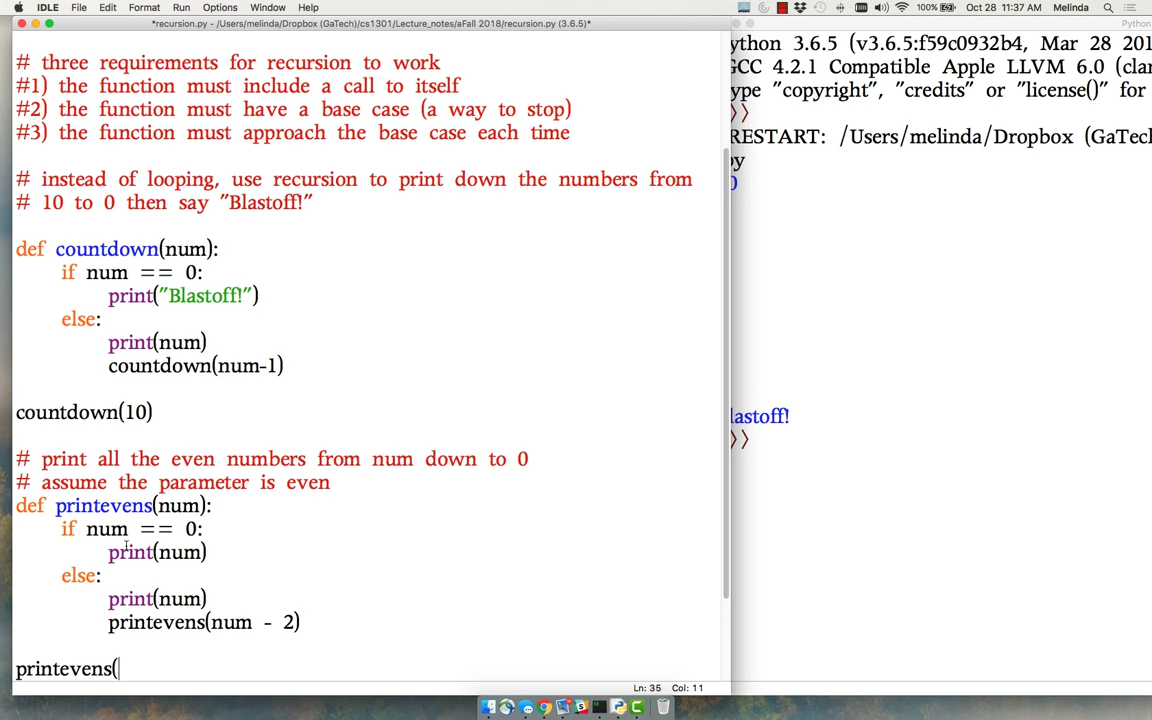 IDLE File Edit Format Run Options Window Help 100% Oct 28 11:37 AM Melinda
*recursion.py - /Users/melinda/Dropbox (GaTech)/cs1301/Lecture_notes/aFall 2018/recursion.py (3.6.5)*
Python
# three requirements for recursion to work
#1) the function must include a call to itself
#2) the function must have a base case (a way to stop)
#3) the function must approach the base case each time
# instead of looping, use recursion to print down the numbers from
# 10 to 0 then say "Blastoff!"
def countdown(num):
if num == 0:
print("Blastoff!")
else:
print(num)
countdown(num-1)
countdown(10)
# print all the even numbers from num down to 0
# assume the parameter is even
def printevens(num):
if num == 0:
print(num)
else:
print(num)
printevens(num - 2)
printevens(
Ln: 35 Col: 11
ython 3.6.5 (v3.6.5:f59c0932b4, Mar 28 201
GCC 4.2.1 Compatible Apple LLVM 6.0 (clan
ype "copyright", "credits" or "license()" for
>>
RESTART: /Users/melinda/Dropbox (GaTech
py
0
lastoff!
>>